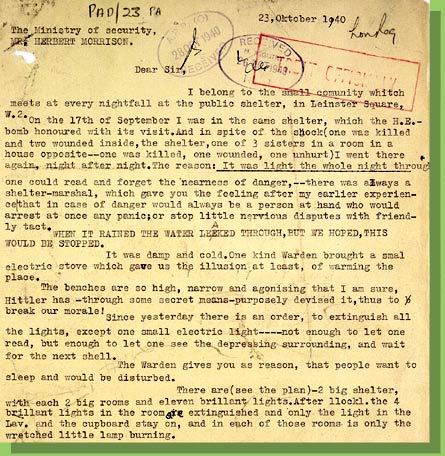 PAD/23 PA
23,Oktober 1940
The Ministry of security,
MR. HERBERT MORRISON.
RECEIVED
RECEIVED
Dear Sir,
I belong to the small comunity whitch
meets at every nightfall at the public shelter, in Leinster Square,
W.2.
On the 17th of September I was in the same shelter, which the H.E.-
bomb honoured with its visit.And in spite of the shock(one was killed
and two wounded inside,the shelter,one of 3 sisters in a room in a
house opposite--one was killed, one wounded, one unhurt)I went there
again, night after night.The reason: It was light the whole night throug
one could read and forget the nearness of danger,--there was always a
shelter-marshal, which gave you the feeling after my earlier experien-
ce that in case of danger would always be a person at hand who would
arrest at once any panic;or stop little nervious disputes with friend-
ly tact.
WHEN IT RAINED THE WATER LEAKED THROUGH,BUT WE HOPED,THIS
WOULD BE STOPPED.
It was damp and cold.One kind Warden brought a smal
electric stove which gave us the illusion at least, of warming the
place.
The benches are so high, narrow and agonising that I am sure,
Hittler has -through some secret means-purposely devised it,thus to
break our morale!
Since yesterday there is an order, to extinguish all
the lights, except one small electric light----not enough to let one
read, but enough to let one see the depressing surrounding, and wait
for the next shell.
The Warden gives you as reason, that people want to
sleep and would be disturbed.
There are(see the plan)-2 big shelter,
with each 2 big rooms and eleven brillant lights.After 11ock1.the 4
brillant lights in the room are extinguished and only the light in the
Lav. and the cupboard stay on, and in each of those rooms is only the
wretched little lamp burning.